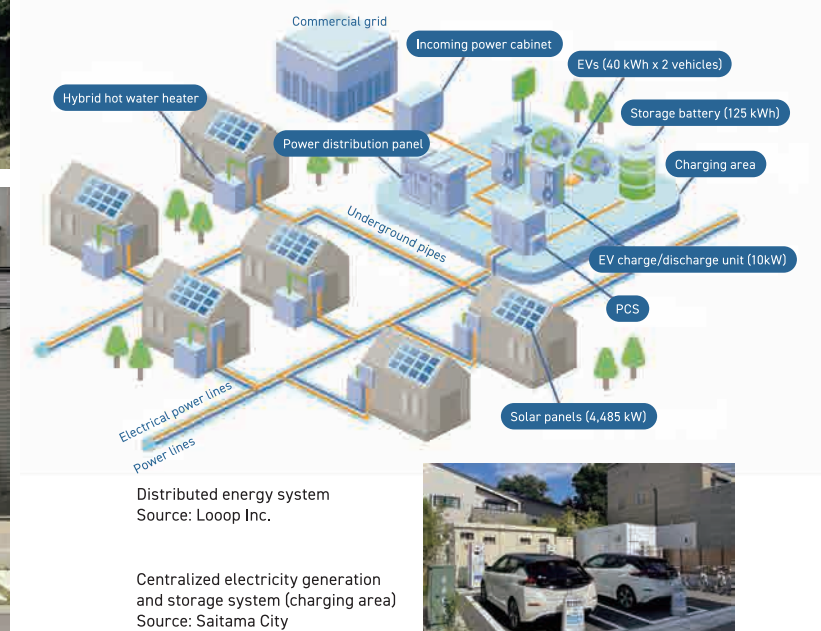 Commercial grid
Incoming power cabinet
EVs (40 kWh x 2 vehicles)
Hybrid hot water heater
Storage battery (125 kWh)
Power distribution panel
Charging area
Underground pipes
EV charge/discharge unit (10kW)
PCS
Solar panels (4,485 kW)
Electrical power lines
Power lines
Distributed energy system
Source: Looop Inc.
Centralized electricity generation
and storage system (charging area)
Source: Saitama City